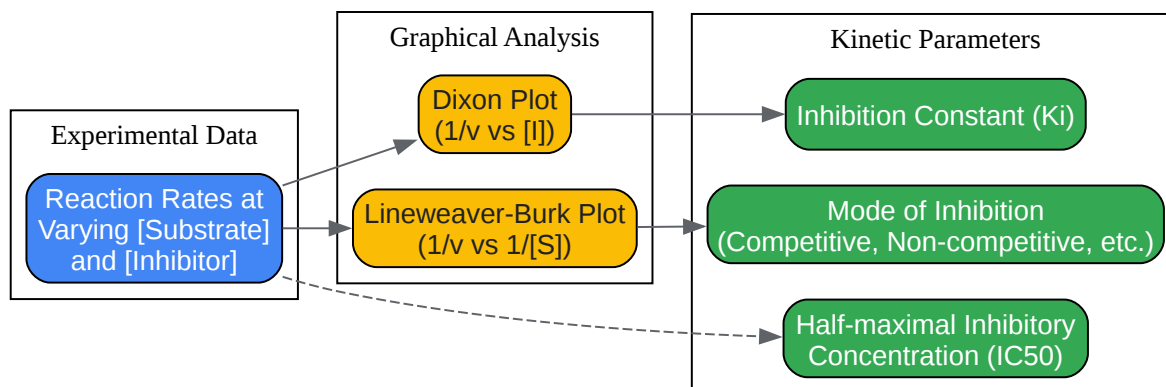 Experimental Data
Reaction Rates at
Varying [Substrate]
and [Inhibitor]
Graphical Analysis
Dixon Plot
(1/v vs [I])
Lineweaver-Burk Plot
(1/v vs 1/[S])
Kinetic Parameters
Inhibition Constant (Ki)
Mode of Inhibition
(Competitive, Non-competitive, etc.)
Half-maximal Inhibitory
Concentration (IC50)